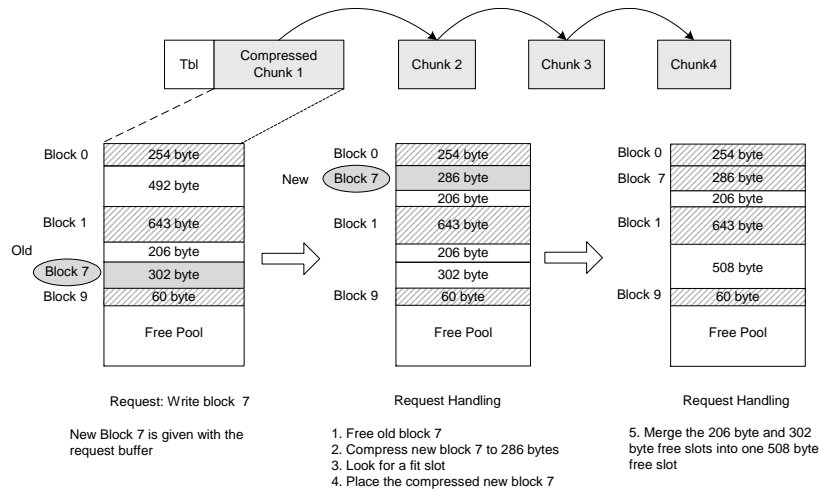 Tbl
Compressed
Chunk 1
Chunk 2
Chunk 3
Chunk4
Block 0
254 byte
492 byte
Block 1
643 byte
Old
206 byte
Block 7
302 byte
Block 9
60 byte
Free Pool
Block 0
254 byte
New
Block 7
286 byte
206 byte
Block 1
643 byte
206 byte
302 byte
Block 9
60 byte
Free Pool
Block 0
254 byte
Block 7
286 byte
206 byte
Block 1
643 byte
508 byte
Block 9
60 byte
Free Pool
Request: Write block 7
New Block 7 is given with the
request buffer
Request Handling
1. Free old block 7
2. Compress new block 7 to 286 bytes
3. Look for a fit slot
4. Place the compressed new block 7
Request Handling
5. Merge the 206 byte and 302
byte free slots into one 508 byte
free slot